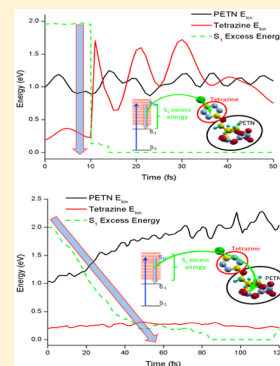 PETN E_kin
Tetrazine E_kin
S₁ Excess Energy
2.0
1.5
1.0
0.5
0.0
Energy (eV)
Tetrazine
PETN
S₁ excess
energy
S₁
S₀
0 10 20 30 40 50
Time (fs)
PETN E_kin
Tetrazine E_kin
S₁ Excess Energy
2.5
2.0
1.5
1.0
0.5
0.0
Energy (eV)
Tetrazine
PETN
S₁ excess
energy
S₁
S₀
0 20 40 60 80 100
Time (fs)